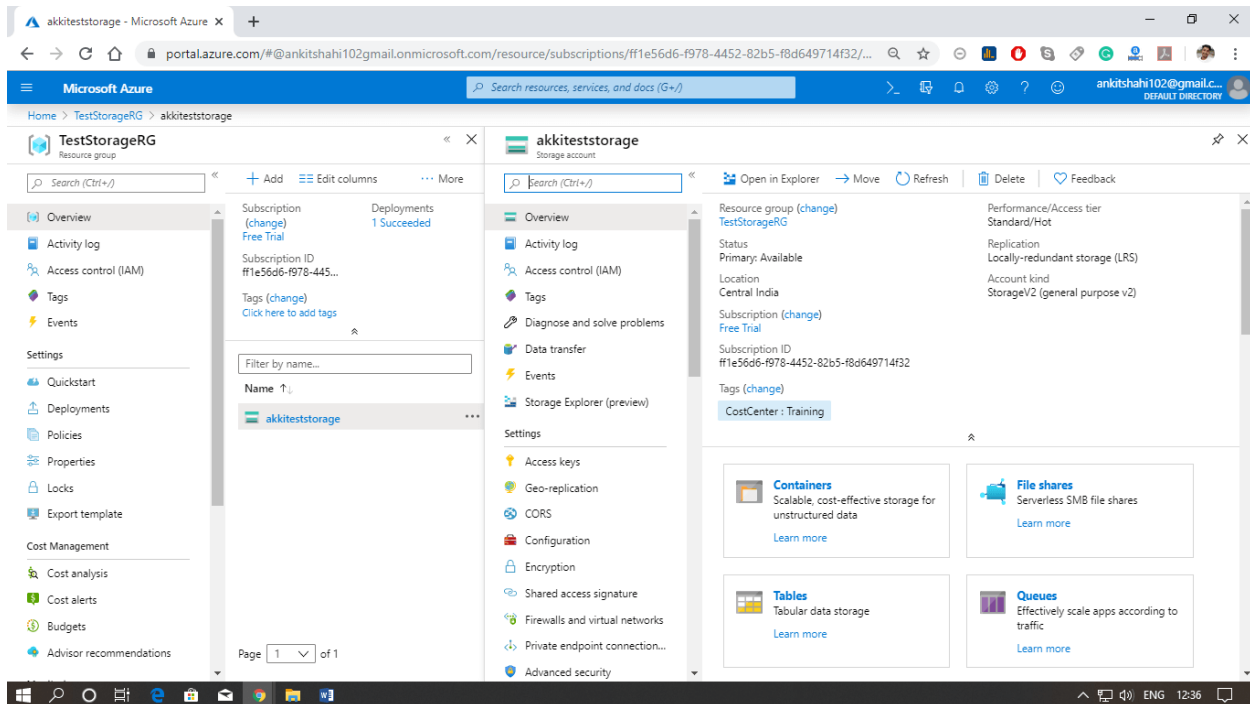 akkiteststorage - Microsoft Azure
portal.azure.com/#@ankitshahi102gmail.onmicrosoft.com/resource/subscriptions/ff1e56d6-f978-4452-82b5-f8d649714f32/...
Microsoft Azure
Search resources, services, and docs (G+/)
ankitshahi102@gmail.c...
DEFAULT DIRECTORY
Home > TestStorageRG > akkiteststorage
TestStorageRG
Resource group
Search (Ctrl+/)
Overview
Activity log
Access control (IAM)
Tags
Events
Settings
Quickstart
Deployments
Policies
Properties
Locks
Export template
Cost Management
Cost analysis
Cost alerts
Budgets
Advisor recommendations
Add Edit columns ... More
Subscription
(change)
Free Trial
Deployments
1 Succeeded
Subscription ID
ff1e56d6-f978-445...
Tags (change)
Click here to add tags
Filter by name...
Name
akkiteststorage
Page 1 of 1
akkiteststorage
Storage account
Search (Ctrl+/)
Overview
Activity log
Access control (IAM)
Tags
Diagnose and solve problems
Data transfer
Events
Storage Explorer (preview)
Settings
Access keys
Geo-replication
CORS
Configuration
Encryption
Shared access signature
Firewalls and virtual networks
Private endpoint connection...
Advanced security
Open in Explorer Move Refresh Delete Feedback
Resource group (change)
TestStorageRG
Status
Primary: Available
Location
Central India
Subscription (change)
Free Trial
Subscription ID
ff1e56d6-f978-4452-82b5-f8d649714f32
Tags (change)
CostCenter : Training
Performance/Access tier
Standard/Hot
Replication
Locally-redundant storage (LRS)
Account kind
StorageV2 (general purpose v2)
Containers
Scalable, cost-effective storage for
unstructured data
Learn more
File shares
Serverless SMB file shares
Learn more
Tables
Tabular data storage
Learn more
Queues
Effectively scale apps according to
traffic
Learn more
ENG 12:36